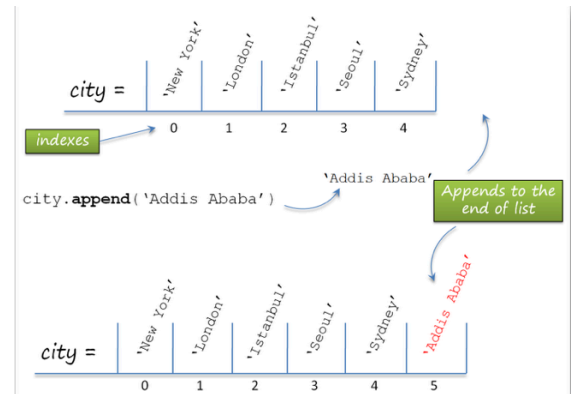 city = 'New York' 'London' 'Istanbul' 'Seoul' 'Sydney'
indexes 0 1 2 3 4
'Addis Ababa'
city.append('Addis Ababa')
Appends to the
end of list
city = 'New York' 'London' 'Istanbul' 'Seoul' 'Sydney' 'Addis Ababa'
0 1 2 3 4 5